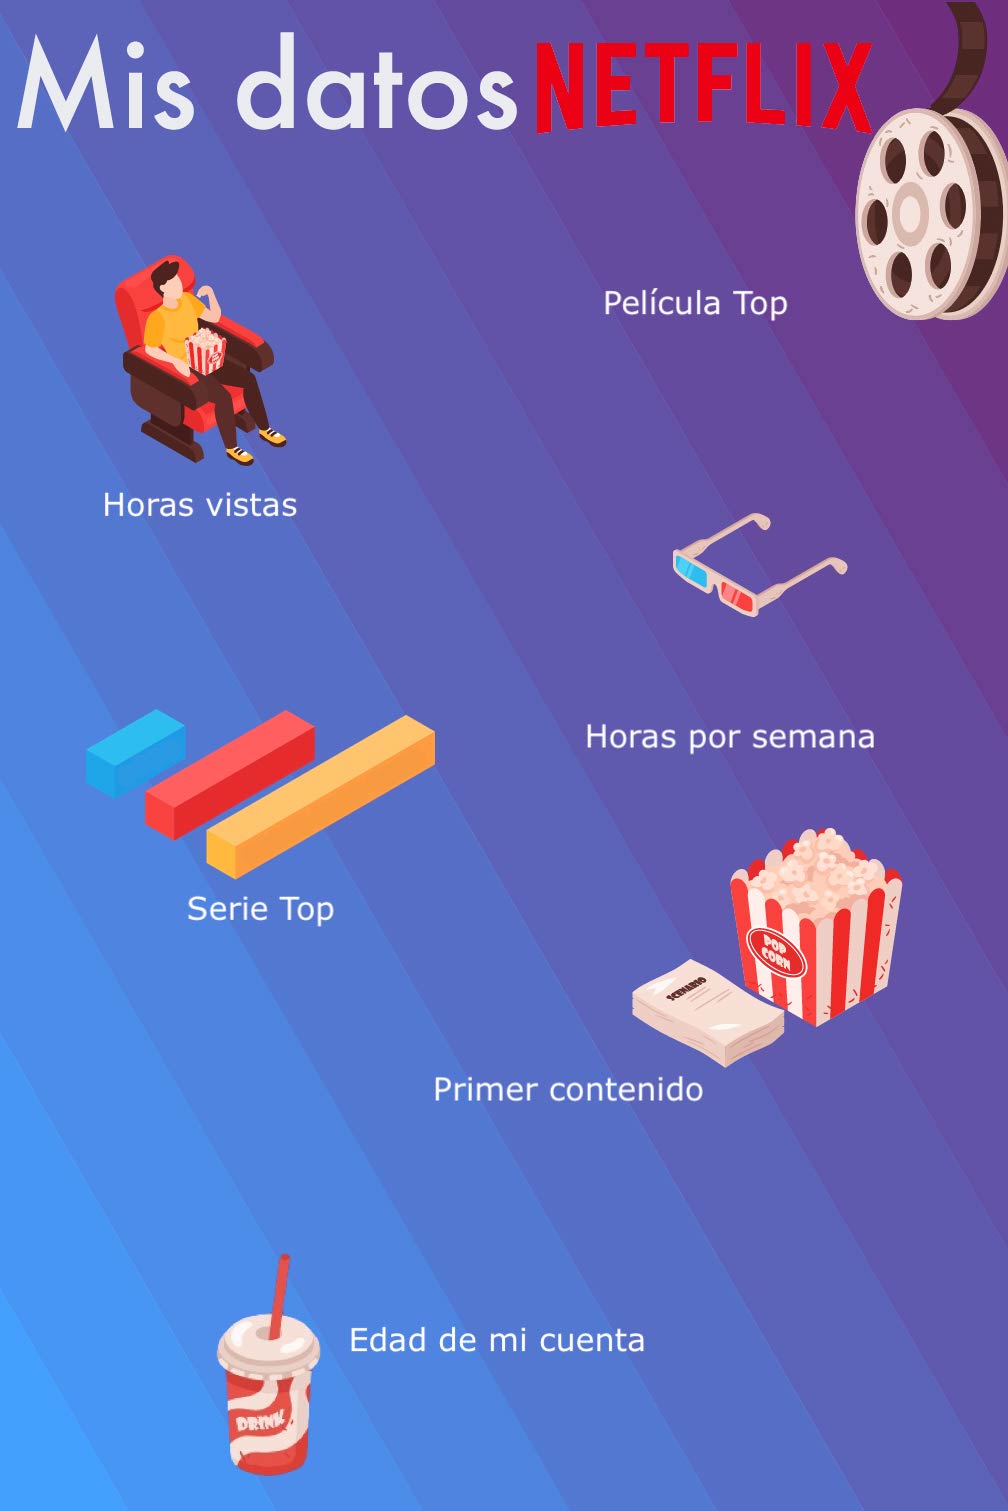 Mis datos NETFLIX
Película Top
Horas vistas
Horas por semana
Serie Top
POP
CORN
SCENARIO
Primer contenido
Edad de mi cuenta
DRINK